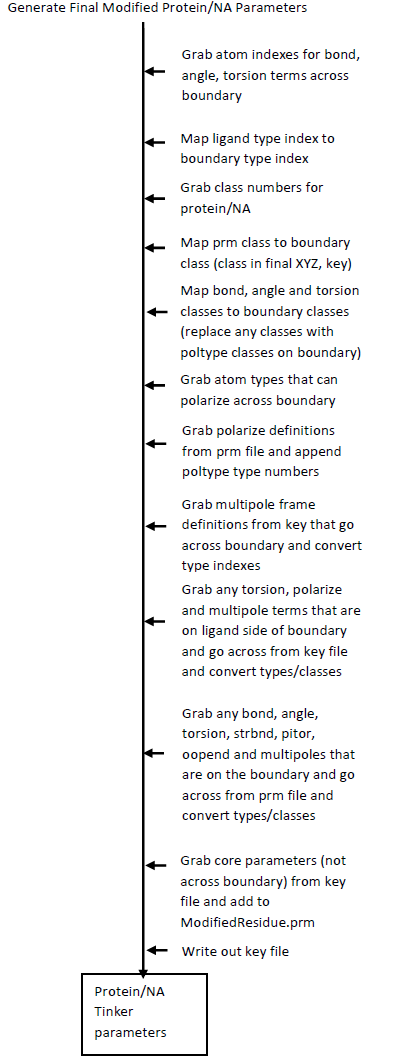 Generate Final Modified Protein/NA Parameters
Grab atom indexes for bond,
angle, torsion terms across
boundary
Map ligand type index to
boundary type index
Grab class numbers for
protein/NA
Map prm class to boundary
class (class in final XYZ, key)
Map bond, angle and torsion
classes to boundary classes
(replace any classes with
poltype classes on boundary)
Grab atom types that can
polarize across boundary
Grab polarize definitions
from prm file and append
poltype type numbers
Grab multipole frame
definitions from key that go
across boundary and convert
type indexes
Grab any torsion, polarize
and multipole terms that are
on ligand side of boundary
and go across from key file
and convert types/classes
Grab any bond, angle,
torsion, strbnd, pitor,
oopend and multipoles that
are on the boundary and go
across from prm file and
convert types/classes
Grab core parameters (not
across boundary) from key
file and add to
ModifiedResidue.prm
Write out key file
Protein/NA
Tinker
parameters